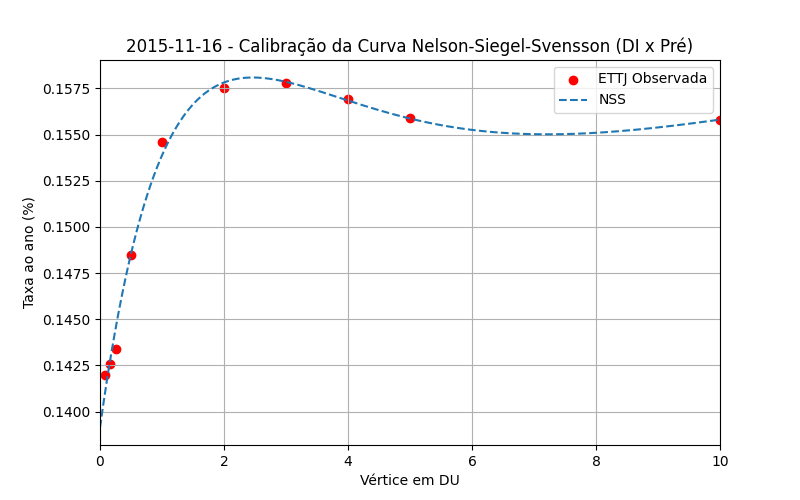 2015-11-16 - Calibração da Curva Nelson-Siegel-Svensson (DI x Pré)
ETTJ Observada
NSS
Taxa ao ano (%)
0.1575
0.1550
0.1525
0.1500
0.1475
0.1450
0.1425
0.1400
0 2 4 6 8 10
Vértice em DU